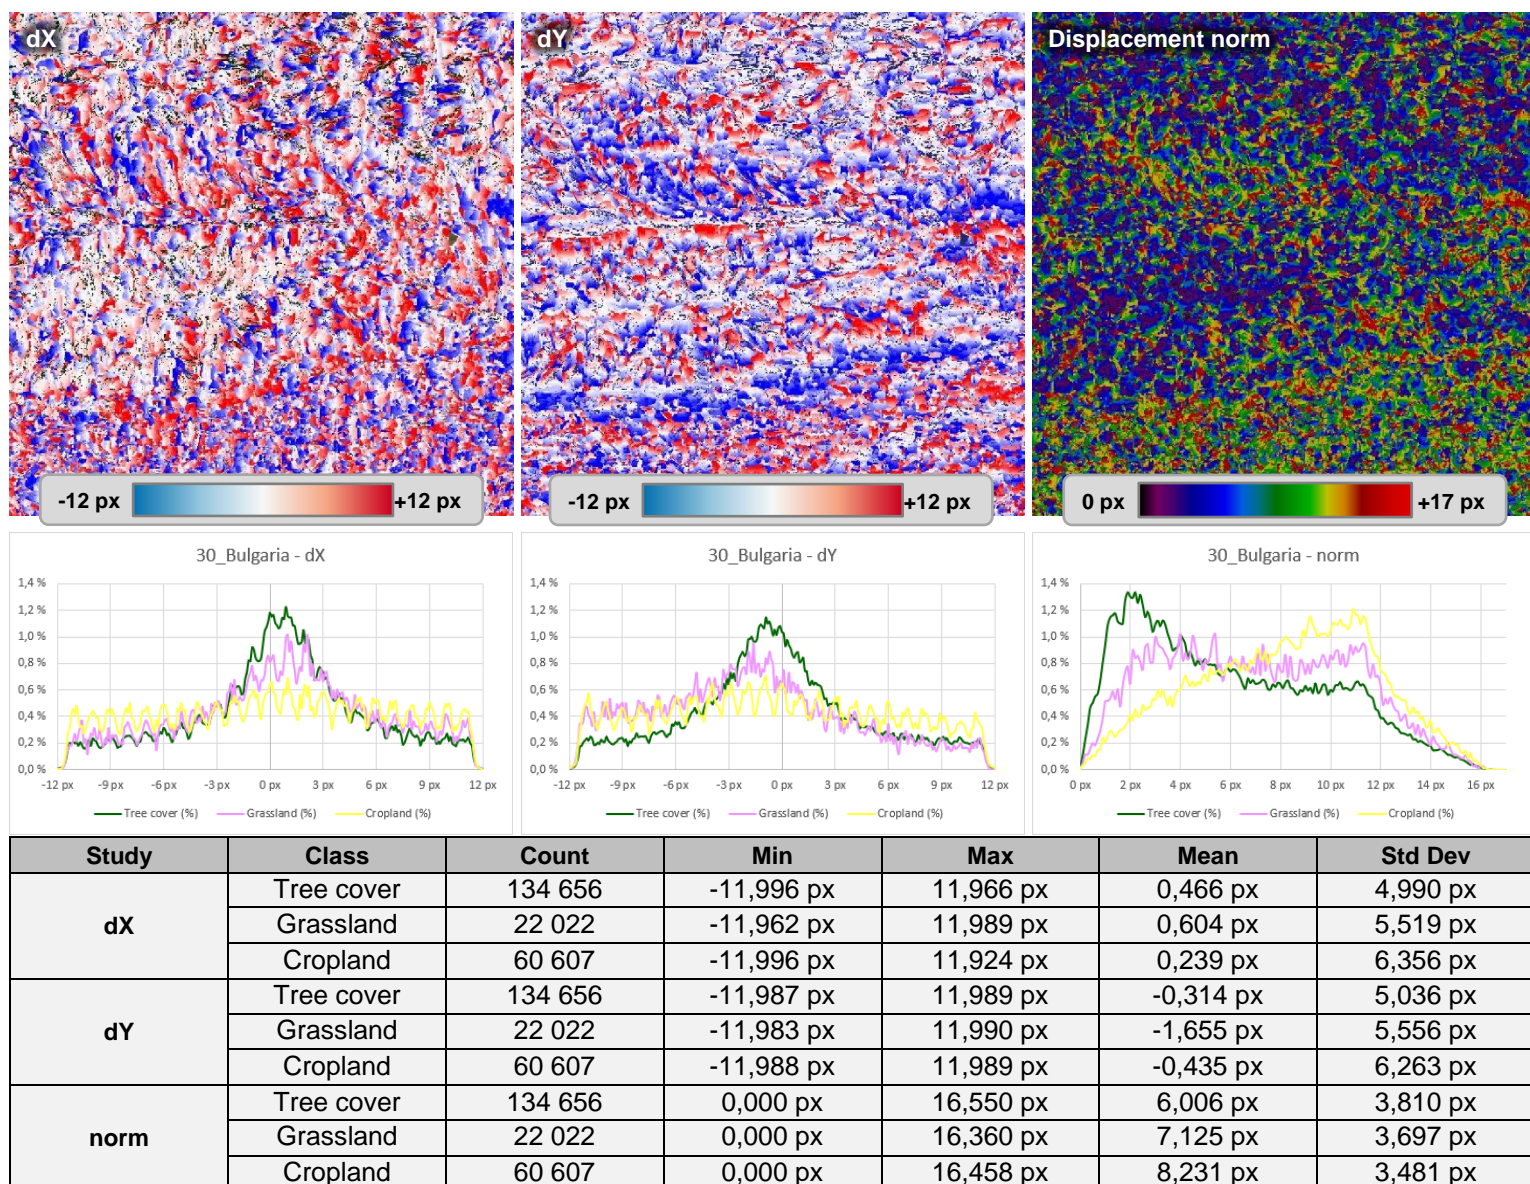 dX
dY
Displacement norm
-12 px +12 px
-12 px +12 px
0 px +17 px
30_Bulgaria - dX
1,4 %
1,2 %
1,0 %
0,8 %
0,6 %
0,4 %
0,2 %
0,0 %
-12 px -9 px -6 px -3 px 0 px 3 px 6 px 9 px 12 px
Tree cover (%) Grassland (%) Cropland (%)
30_Bulgaria - dY
1,4 %
1,2 %
1,0 %
0,8 %
0,6 %
0,4 %
0,2 %
0,0 %
-12 px -9 px -6 px -3 px 0 px 3 px 6 px 9 px 12 px
Tree cover (%) Grassland (%) Cropland (%)
30_Bulgaria - norm
1,4 %
1,2 %
1,0 %
0,8 %
0,6 %
0,4 %
0,2 %
0,0 %
0 px 2 px 4 px 6 px 8 px 10 px 12 px 14 px 16 px
Tree cover (%) Grassland (%) Cropland (%)
Study Class Count Min Max Mean Std Dev
dX
Tree cover 134 656 -11,996 px 11,966 px 0,466 px 4,990 px
Grassland 22 022 -11,962 px 11,989 px 0,604 px 5,519 px
Cropland 60 607 -11,996 px 11,924 px 0,239 px 6,356 px
dY
Tree cover 134 656 -11,987 px 11,989 px -0,314 px 5,036 px
Grassland 22 022 -11,983 px 11,990 px -1,655 px 5,556 px
Cropland 60 607 -11,988 px 11,989 px -0,435 px 6,263 px
norm
Tree cover 134 656 0,000 px 16,550 px 6,006 px 3,810 px
Grassland 22 022 0,000 px 16,360 px 7,125 px 3,697 px
Cropland 60 607 0,000 px 16,458 px 8,231 px 3,481 px